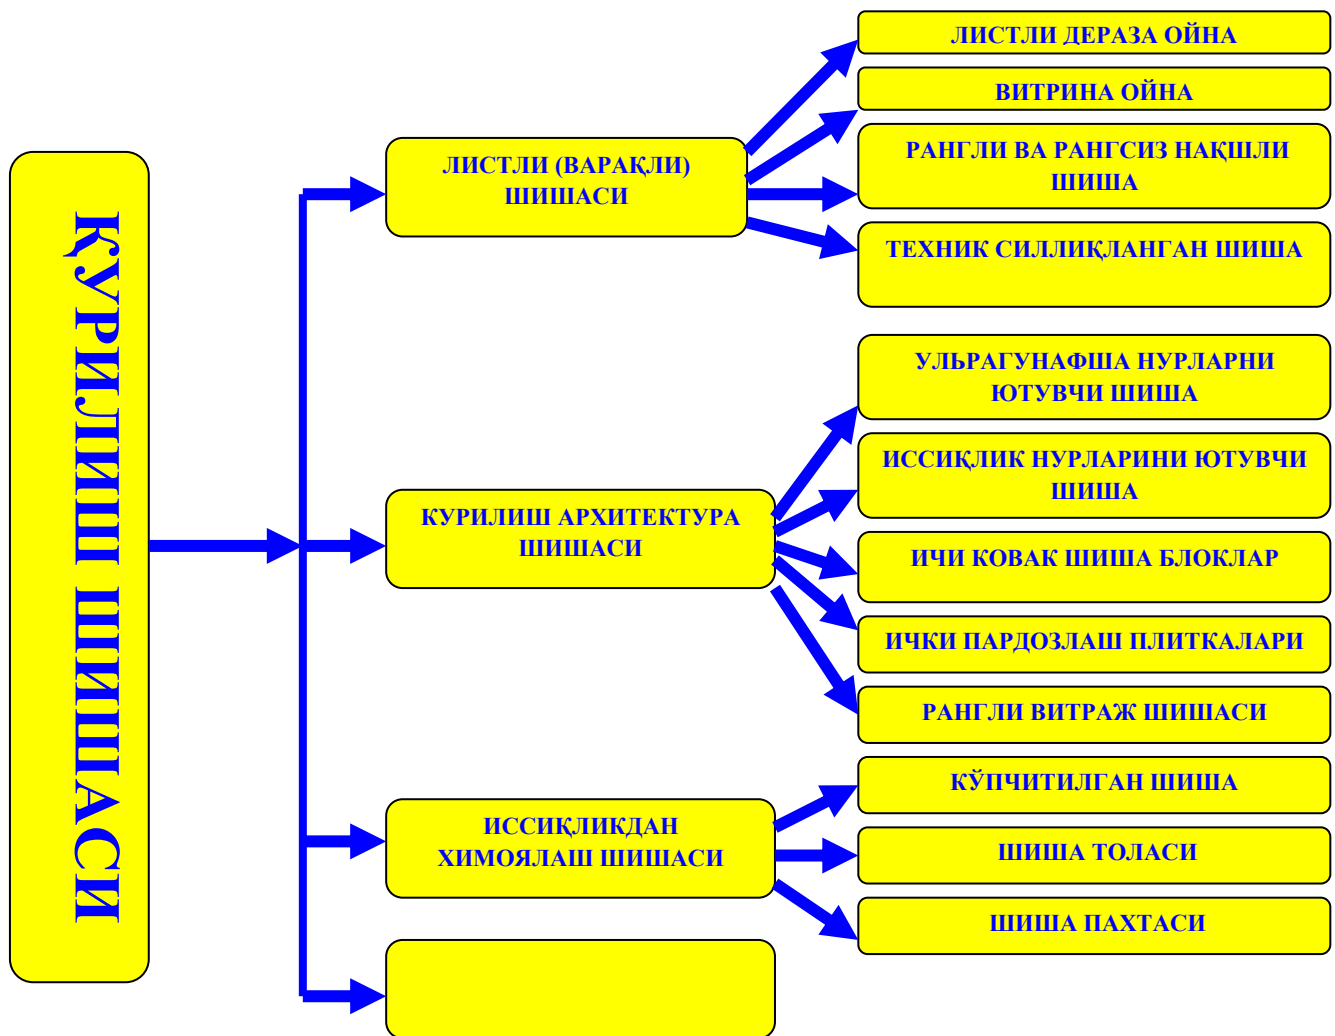 ҚУРИЛИШ ШИШАСИ
ЛИСТЛИ (ВАРАҚЛИ)
ШИШАСИ
ЛИСТЛИ ДЕРАЗА ОЙНА
ВИТРИНА ОЙНА
РАНГЛИ ВА РАНГСИЗ НАҚШЛИ
ШИША
ТЕХНИК СИЛЛИҚЛАНГАН ШИША
КУРИЛИШ АРХИТЕКТУРА
ШИШАСИ
УЛЬРАГУНАФША НУРЛАРНИ
ЮТУВЧИ ШИША
ИССИҚЛИК НУРЛАРИНИ ЮТУВЧИ
ШИША
ИЧИ КОВАК ШИША БЛОКЛАР
ИЧКИ ПАРДОЗЛАШ ПЛИТКАЛАРИ
РАНГЛИ ВИТРАЖ ШИШАСИ
ИССИҚЛИКДАН
ХИМОЯЛАШ ШИШАСИ
КЎПЧИТИЛГАН ШИША
ШИША ТОЛАСИ
ШИША ПАХТАСИ